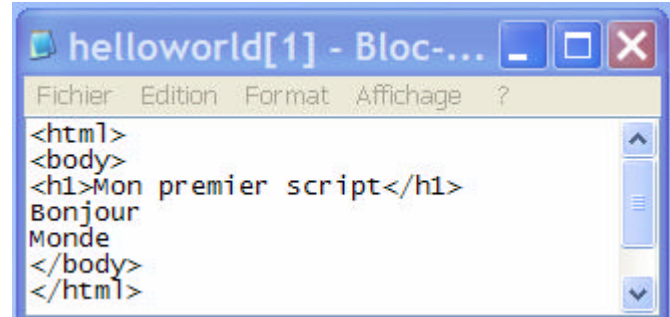 helloworld[1] - Bloc-...
Fichier Edition Format Affichage ?
<html>
<body>
<h1>Mon premier script</h1>
Bonjour
Monde
</body>
</html>